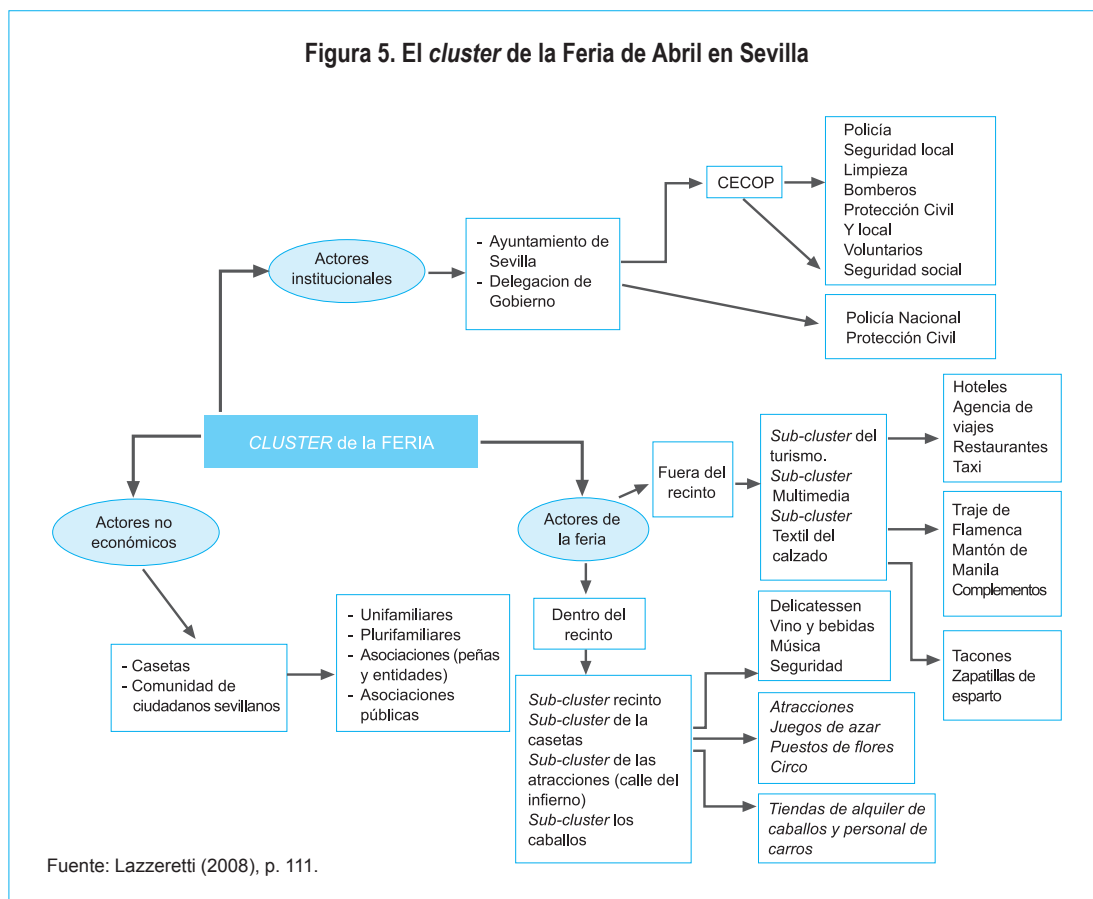 Figura 5. El cluster de la Feria de Abril en Sevilla
Policía
Seguridad local
Limpieza
Bomberos
Protección Civil
Y local
Voluntarios
Seguridad social
CECOP
Actores
institucionales
- Ayuntamiento de
Sevilla
- Delegacion de
Gobierno
Policía Nacional
Protección Civil
CLUSTER de la FERIA
Actores no
económicos
- Casetas
- Comunidad de
ciudadanos sevillanos
- Unifamiliares
- Plurifamiliares
- Asociaciones (peñas
y entidades)
- Asociaciones
públicas
Actores de
la feria
Fuera del
recinto
Sub-cluster del
turismo.
Sub-cluster
Multimedia
Sub-cluster
Textil del
calzado
Hoteles
Agencia de
viajes
Restaurantes
Taxi
Traje de
Flamenca
Mantón de
Manila
Complementos
Tacones
Zapatillas de
esparto
Dentro del
recinto
Sub-cluster recinto
Sub-cluster de la
casetas
Sub-cluster de las
atracciones (calle del
infierno)
Sub-cluster los
caballos
Delicatessen
Vino y bebidas
Música
Seguridad
Atracciones
Juegos de azar
Puestos de flores
Circo
Tiendas de alquiler de
caballos y personal de
carros
Fuente: Lazzeretti (2008), p. 111.